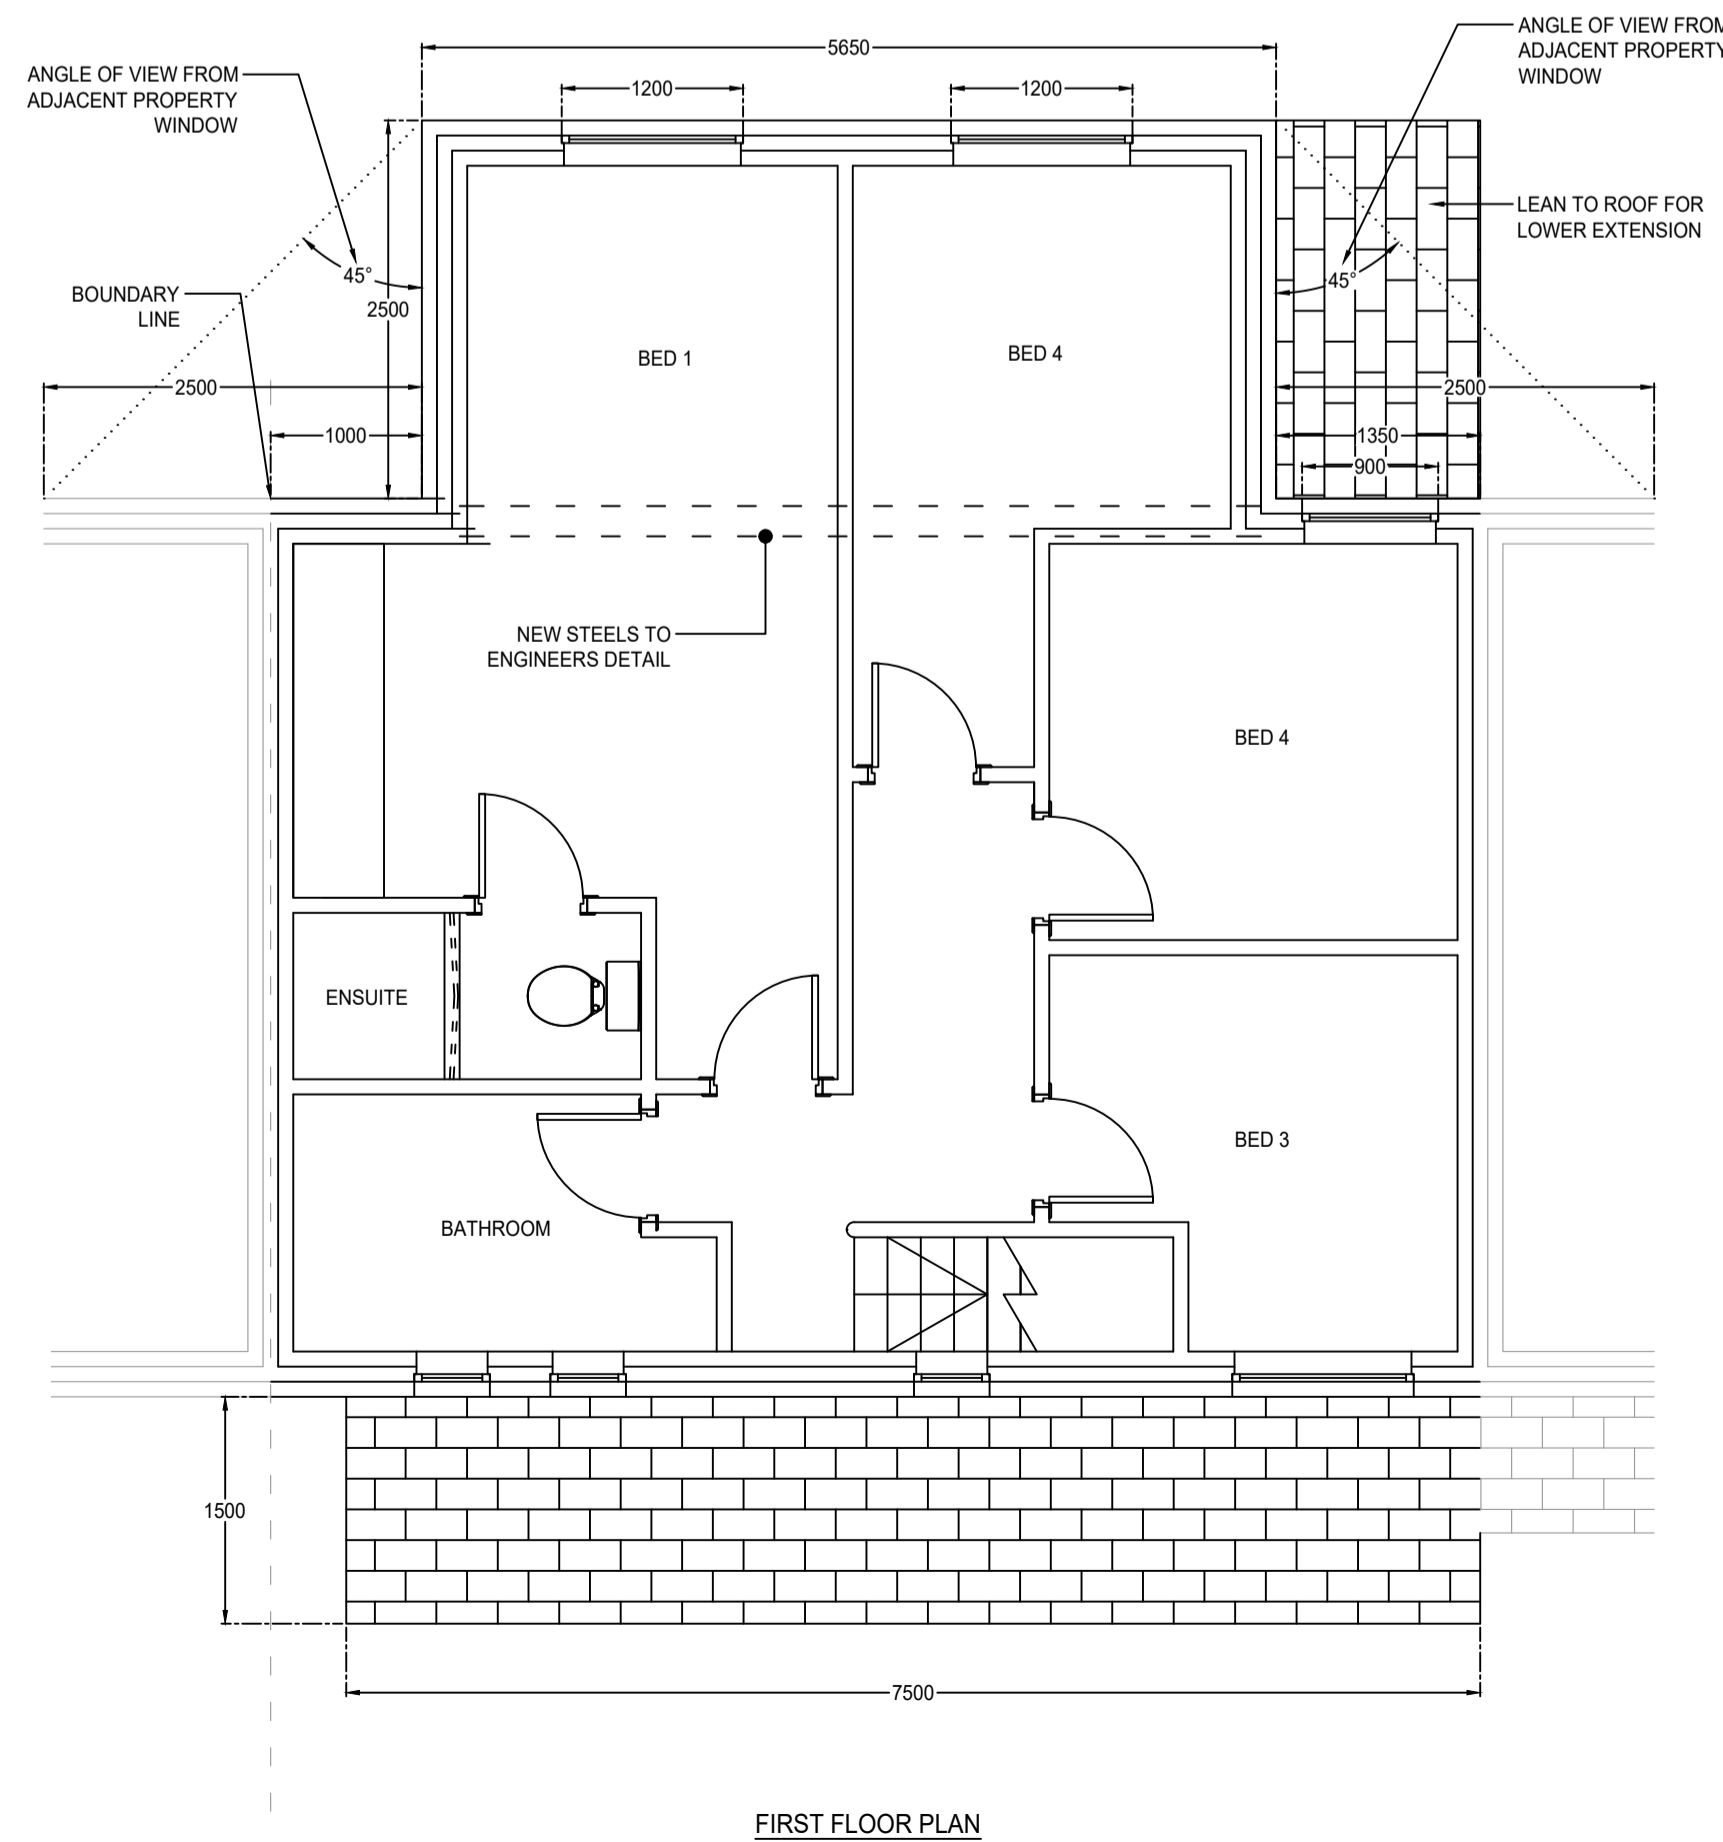 ANGLE OF VIEW FROM
ADJACENT PROPERTY
WINDOW
5650
1200
1200
ANGLE OF VIEW FROM
ADJACENT PROPERTY
WINDOW
LEAN TO ROOF FOR
LOWER EXTENSION
45°
45°
BOUNDARY
LINE
2500
BED 1
BED 4
2500
2500
1000
1350
900
NEW STEELS TO
ENGINEERS DETAIL
BED 4
ENSUITE
BED 3
BATHROOM
1500
7500
FIRST FLOOR PLAN